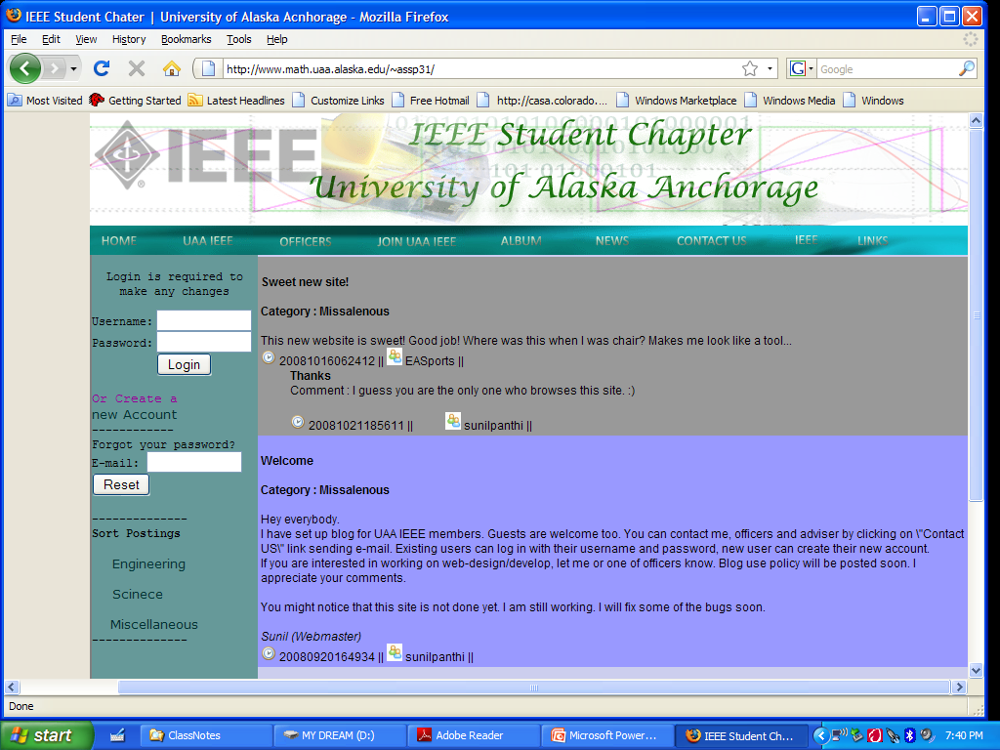 IEEE Student Chater | University of Alaska Acnhorage - Mozilla Firefox
File Edit View History Bookmarks Tools Help
http://www.math.uaa.alaska.edu/~assp31/
G Google
Most Visited Getting Started Latest Headlines Customize Links Free Hotmail http://casa.colorado.... Windows Marketplace Windows Media Windows
IEEE
IEEE Student Chapter
University of Alaska Anchorage
HOME UAA IEEE OFFICERS JOIN UAA IEEE ALBUM NEWS CONTACT US IEEE LINKS
Login is required to
make any changes
Username:
Password:
Login
Or Create a
new Account
------------
Forgot your password?
E-mail:
Reset
--------------
Sort Postings
Engineering
Scinece
Miscellaneous
--------------
Sweet new site!
Category : Missalenous
This new website is sweet! Good job! Where was this when I was chair? Makes me look like a tool...
20081016062412 || EASports ||
Thanks
Comment : I guess you are the only one who browses this site. :)
20081021185611 || sunilpanthi ||
Welcome
Category : Missalenous
Hey everybody.
I have set up blog for UAA IEEE members. Guests are welcome too. You can contact me, officers and adviser by clicking on \"Contact
US\" link sending e-mail. Existing users can log in with their username and password, new user can create their new account.
If you are interested in working on web-design/develop, let me or one of officers know. Blog use policy will be posted soon. I
appreciate your comments.
You might notice that this site is not done yet. I am still working. I will fix some of the bugs soon.
Sunil (Webmaster)
20080920164934 || sunilpanthi ||
Done
start ClassNotes MY DREAM (D:) Adobe Reader Microsoft Power... IEEE Student Ch... 7:40 PM